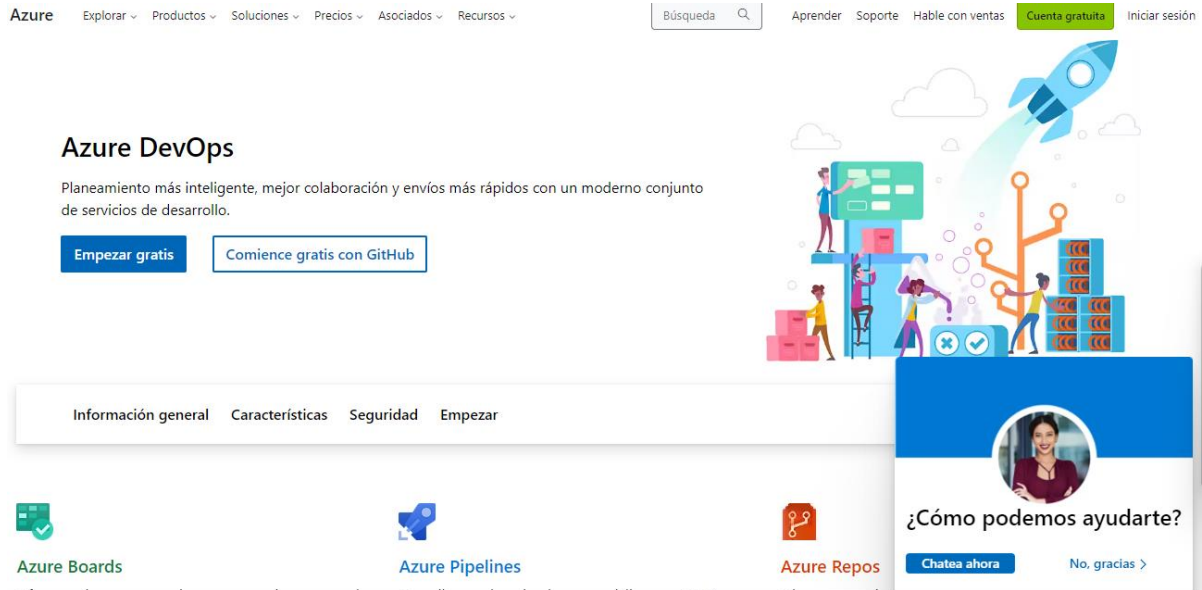 Azure Explorar Productos Soluciones Precios Asociados Recursos Búsqueda Aprender Soporte Hable con ventas Cuenta gratuita Iniciar sesión
Azure DevOps
Planeamiento más inteligente, mejor colaboración y envíos más rápidos con un moderno conjunto
de servicios de desarrollo.
Empezar gratis Comience gratis con GitHub
Información general Características Seguridad Empezar
Azure Boards
Azure Pipelines
Azure Repos
¿Cómo podemos ayudarte?
Chatea ahora No, gracias